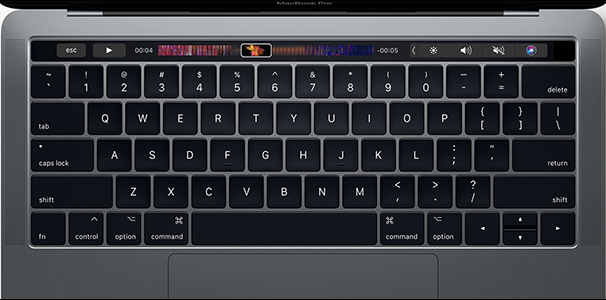 MacBook Pro
esc 00:04 -00:05
~ ! @ # $ % ^ & * ( ) — +
` 1 2 3 4 5 6 7 8 9 0 - = delete
tab Q W E R T Y U I O P { [ } ] | \
caps lock A S D F G H J K L : ; " ' return
shift Z X C V B N M < , > . ? / shift
fn control option command command option